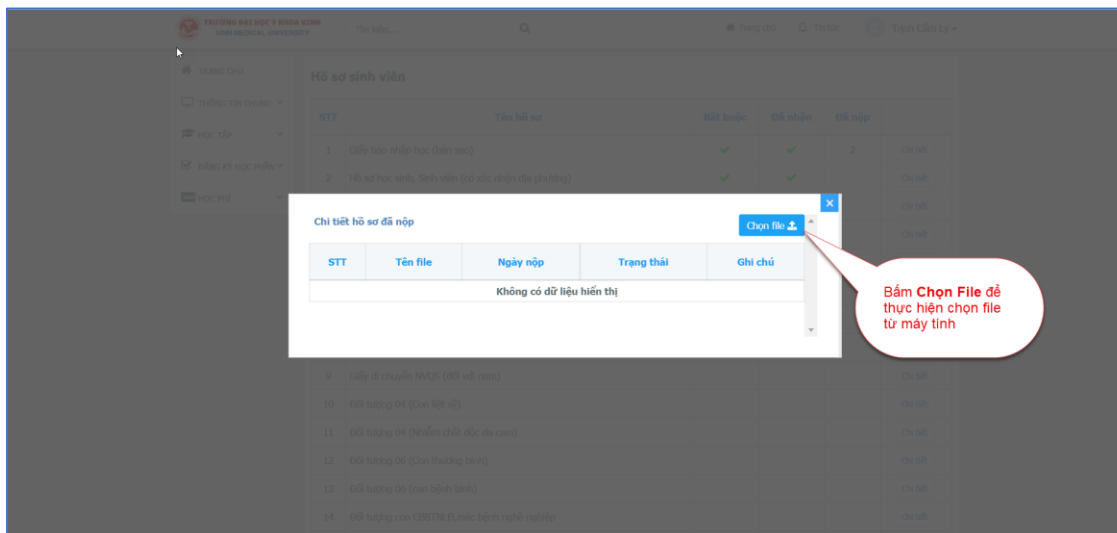 TRƯỜNG ĐẠI HỌC Y KHOA VINH
VINH MEDICAL UNIVERSITY
Tìm kiếm...
Trang chủ
Tin tức
Trịnh Cẩm Ly
TRANG CHỦ
THÔNG TIN CHUNG
HỌC TẬP
ĐĂNG KÝ HỌC PHẦN
HỌC PHÍ
Hồ sơ sinh viên
STT Tên hồ sơ Bắt buộc Đã nhận Đã nộp
1 Giấy báo nhập học (bản sao) 2 Chi tiết
2 Hồ sơ học sinh, Sinh viên (có xác nhận địa phương) Chi tiết
Chi tiết
Chi tiết
Chi tiết hồ sơ đã nộp
Chọn file
STT Tên file Ngày nộp Trạng thái Ghi chú
Không có dữ liệu hiển thị
Bấm Chọn File để
thực hiện chọn file
từ máy tính
9 Giấy di chuyển NVQS (đối với nam) Chi tiết
10 Đối tượng 04 (Con liệt sĩ) Chi tiết
11 Đối tượng 04 (Nhiễm chất độc da cam) Chi tiết
12 Đối tượng 06 (Con thương binh) Chi tiết
13 Đối tượng 06 (con bệnh binh) Chi tiết
14 Đối tượng con CBBTNLĐ,mắc bệnh nghề nghiệp Chi tiết